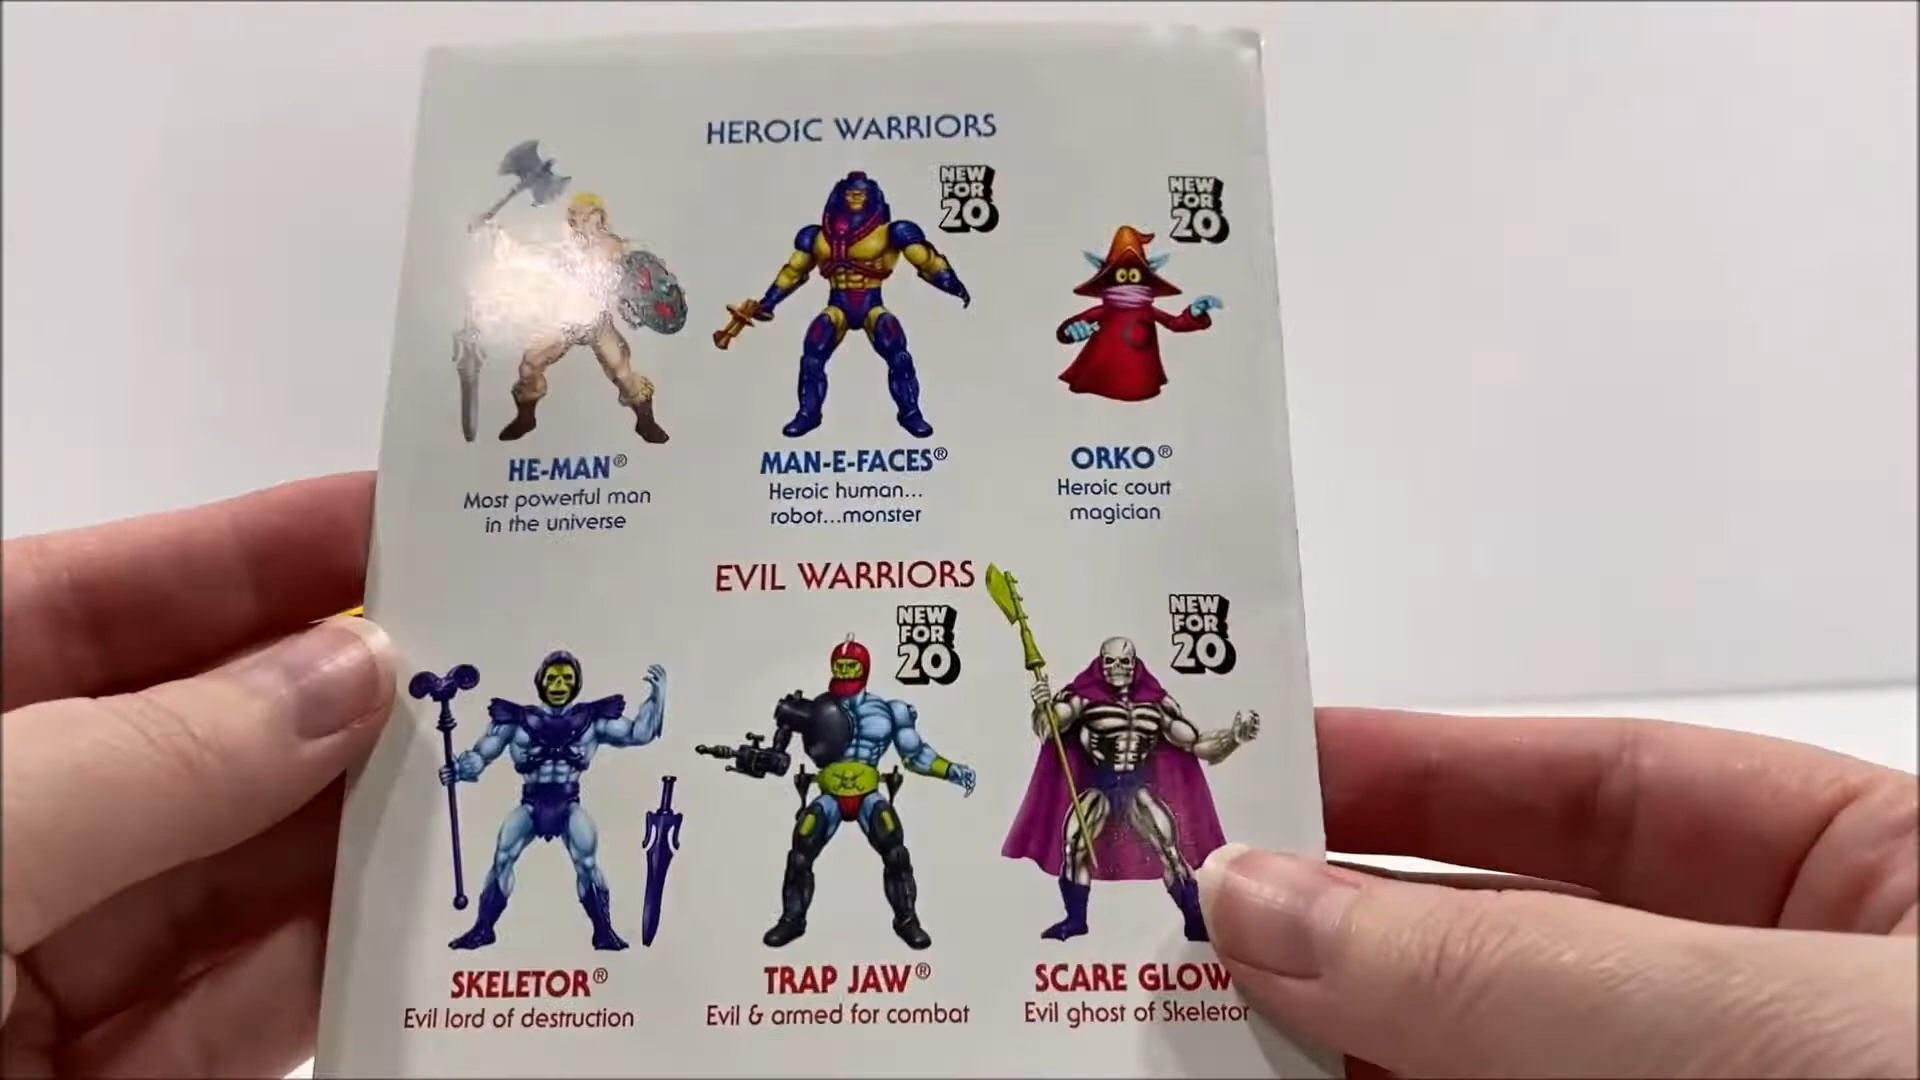 HEROIC WARRIORS
NEW
FOR
20
NEW
FOR
20
HE-MAN®
Most powerful man
in the universe
MAN-E-FACES®
Heroic human...
robot...monster
ORKO®
Heroic court
magician
EVIL WARRIORS
NEW
FOR
20
NEW
FOR
20
SKELETOR®
Evil lord of destruction
TRAP JAW®
Evil & armed for combat
SCARE GLOW
Evil ghost of Skeletor